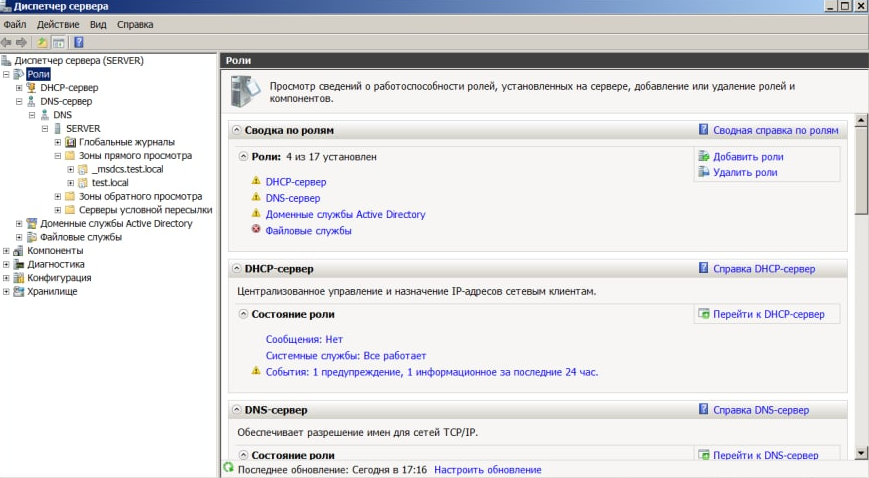 Диспетчер сервера
Файл Действие Вид Справка
Диспетчер сервера (SERVER)
Роли
DHCP-сервер
DNS-сервер
DNS
SERVER
Глобальные журналы
Зоны прямого просмотра
_msdcs.test.local
test.local
Зоны обратного просмотра
Серверы условной пересылки
Доменные службы Active Directory
Файловые службы
Компоненты
Диагностика
Конфигурация
Хранилище
Роли
Просмотр сведений о работоспособности ролей, установленных на сервере, добавление или удаление ролей и
компонентов.
Сводка по ролям
Сводная справка по ролям
Роли: 4 из 17 установлен
Добавить роли
Удалить роли
DHCP-сервер
DNS-сервер
Доменные службы Active Directory
Файловые службы
DHCP-сервер
Справка DHCP-сервер
Централизованное управление и назначение IP-адресов сетевым клиентам.
Состояние роли
Перейти к DHCP-сервер
Сообщения: Нет
Системные службы: Все работает
События: 1 предупреждение, 1 информационное за последние 24 час.
DNS-сервер
Справка DNS-сервер
Обеспечивает разрешение имен для сетей TCP/IP.
Состояние роли
Перейти к DNS-сервер
Последнее обновление: Сегодня в 17:16 Настроить обновление